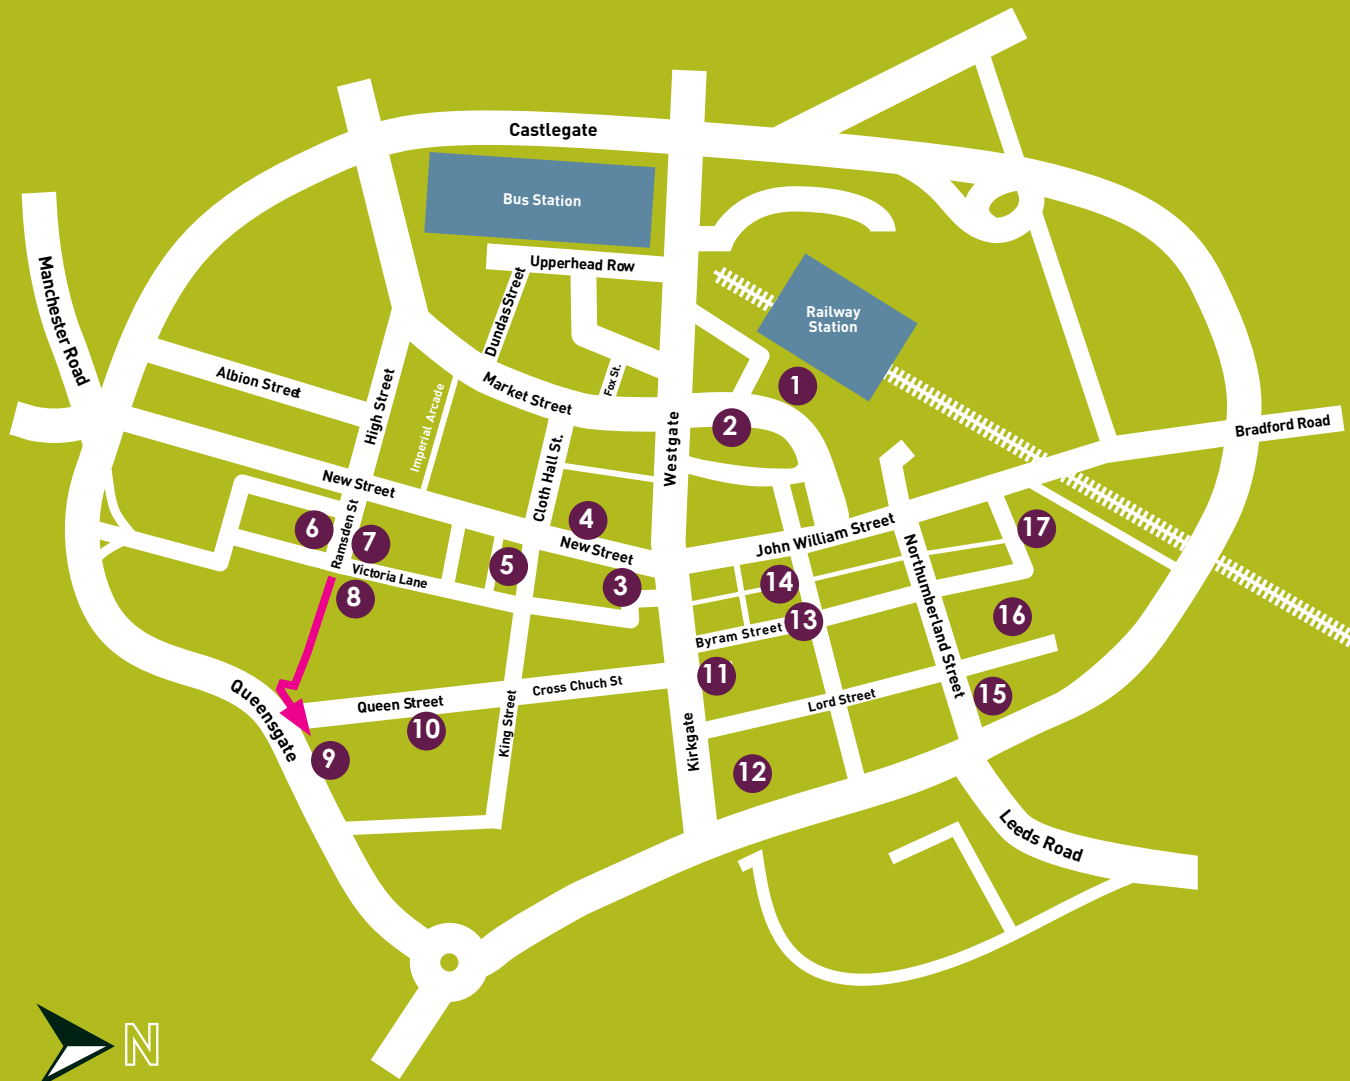 Castlegate
Bus Station
Upperhead Row
Manchester Road
DundasStreet
Railway
Station
Albion Street
High Street
Imperial Arcade
Market Street
Fox St.
1
2
Westgate
Bradford Road
New Street
Cloth Hall St.
Ramsden St
6
7
4
New Street
John William Street
17
5
3
Victoria Lane
8
14
13
Byram Street
Northumberland Street
16
11
Queensgate
Queen Street
Cross Chuch St
10
King Street
Lord Street
15
9
Kirkgate
12
Leeds Road
N